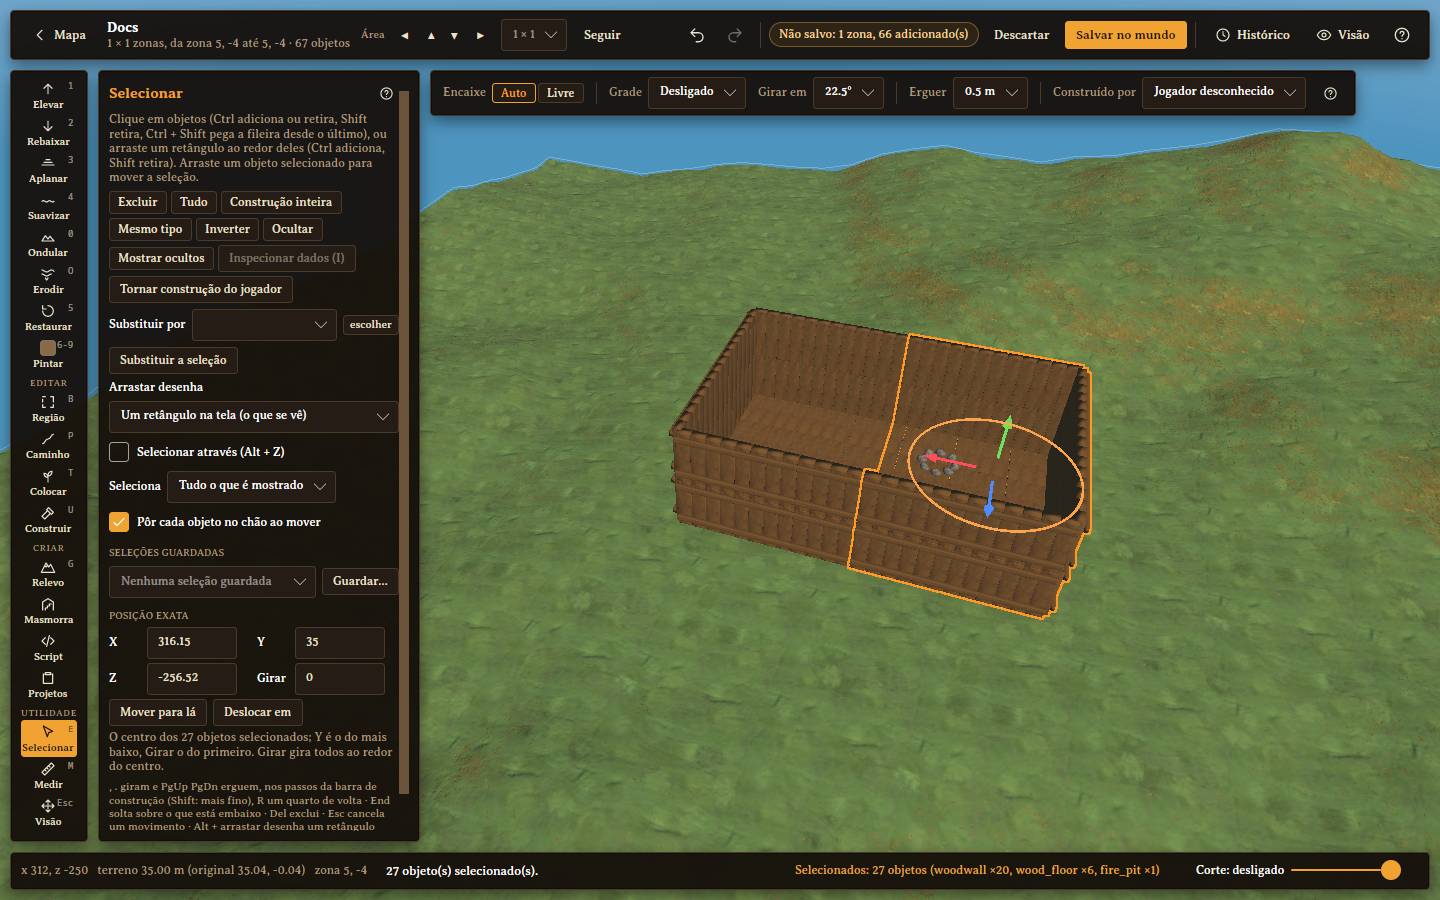 Mapa
Docs
1 × 1 zonas, da zona 5, -4 até 5, -4 · 67 objetos
Área
1 × 1
Seguir
Não salvo: 1 zona, 66 adicionado(s)
Descartar
Salvar no mundo
Histórico
Visão
1
Elevar
2
Rebaixar
3
Aplanar
4
Suavizar
0
Ondular
O
Erodir
5
Restaurar
6-9
Pintar
EDITAR
B
Região
P
Caminho
T
Colocar
U
Construir
CRIAR
G
Relevo
Masmorra
Script
Projetos
UTILIDADE
E
Selecionar
M
Medir
Esc
Visão
Selecionar
Clique em objetos (Ctrl adiciona ou retira, Shift
retira, Ctrl + Shift pega a fileira desde o último), ou
arraste um retângulo ao redor deles (Ctrl adiciona,
Shift retira). Arraste um objeto selecionado para
mover a seleção.
Excluir Tudo Construção inteira
Mesmo tipo Inverter Ocultar
Mostrar ocultos Inspecionar dados (I)
Tornar construção do jogador
Substituir por escolher
Substituir a seleção
Arrastar desenha
Um retângulo na tela (o que se vê)
Selecionar através (Alt + Z)
Seleciona Tudo o que é mostrado
Pôr cada objeto no chão ao mover
SELEÇÕES GUARDADAS
Nenhuma seleção guardada Guardar...
POSIÇÃO EXATA
X 316.15 Y 35
Z -256.52 Girar 0
Mover para lá Deslocar em
O centro dos 27 objetos selecionados; Y é o do mais
baixo, Girar o do primeiro. Girar gira todos ao redor
do centro.
, . giram e PgUp PgDn erguem, nos passos da barra de
construção (Shift: mais fino), R um quarto de volta · End
solta sobre o que está embaixo · Del exclui · Esc cancela
um movimento · Alt + arrastar desenha um retângulo
Encaixe Auto Livre Grade Desligado Girar em 22.5° Erguer 0.5 m Construído por Jogador desconhecido
x 312, z -250 terreno 35.00 m (original 35.04, -0.04) zona 5, -4 27 objeto(s) selecionado(s).
Selecionados: 27 objetos (woodwall ×20, wood_floor ×6, fire_pit ×1)
Corte: desligado